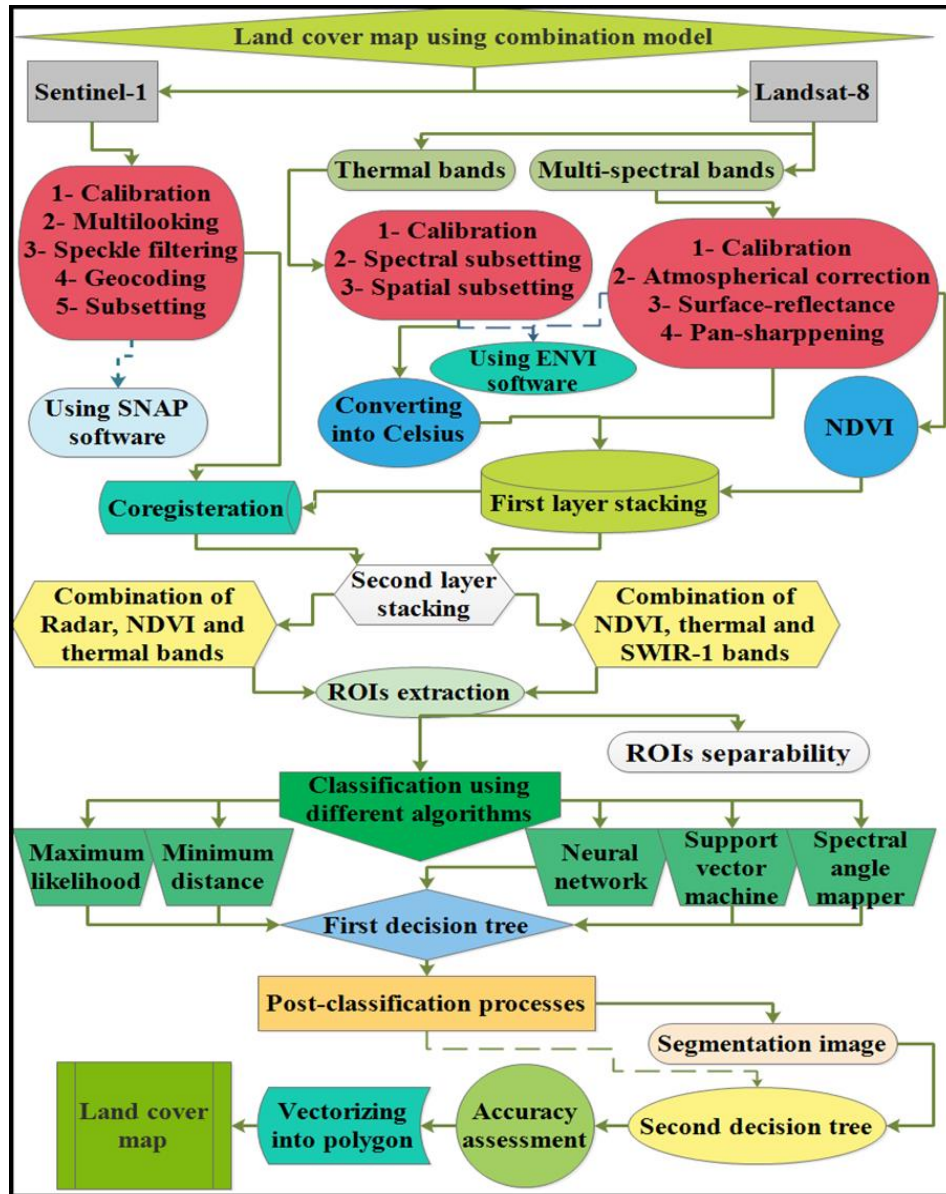 Land cover map using combination model
Sentinel-1
Landsat-8
Thermal bands
Multi-spectral bands
1- Calibration
2- Multilooking
3- Speckle filtering
4- Geocoding
5- Subsetting
1- Calibration
2- Spectral subsetting
3- Spatial subsetting
1- Calibration
2- Atmospherical correction
3- Surface-reflectance
4- Pan-sharppening
Using ENVI
software
Using SNAP
software
Converting
into Celsius
NDVI
Coregisteration
First layer stacking
Second layer
stacking
Combination of
Radar, NDVI and
thermal bands
Combination of
NDVI, thermal and
SWIR-1 bands
ROIs extraction
ROIs separability
Classification using
different algorithms
Maximum
likelihood
Minimum
distance
Neural
network
Support
vector
machine
Spectral
angle
mapper
First decision tree
Post-classification processes
Segmentation image
Land cover
map
Vectorizing
into polygon
Accuracy
assessment
Second decision tree